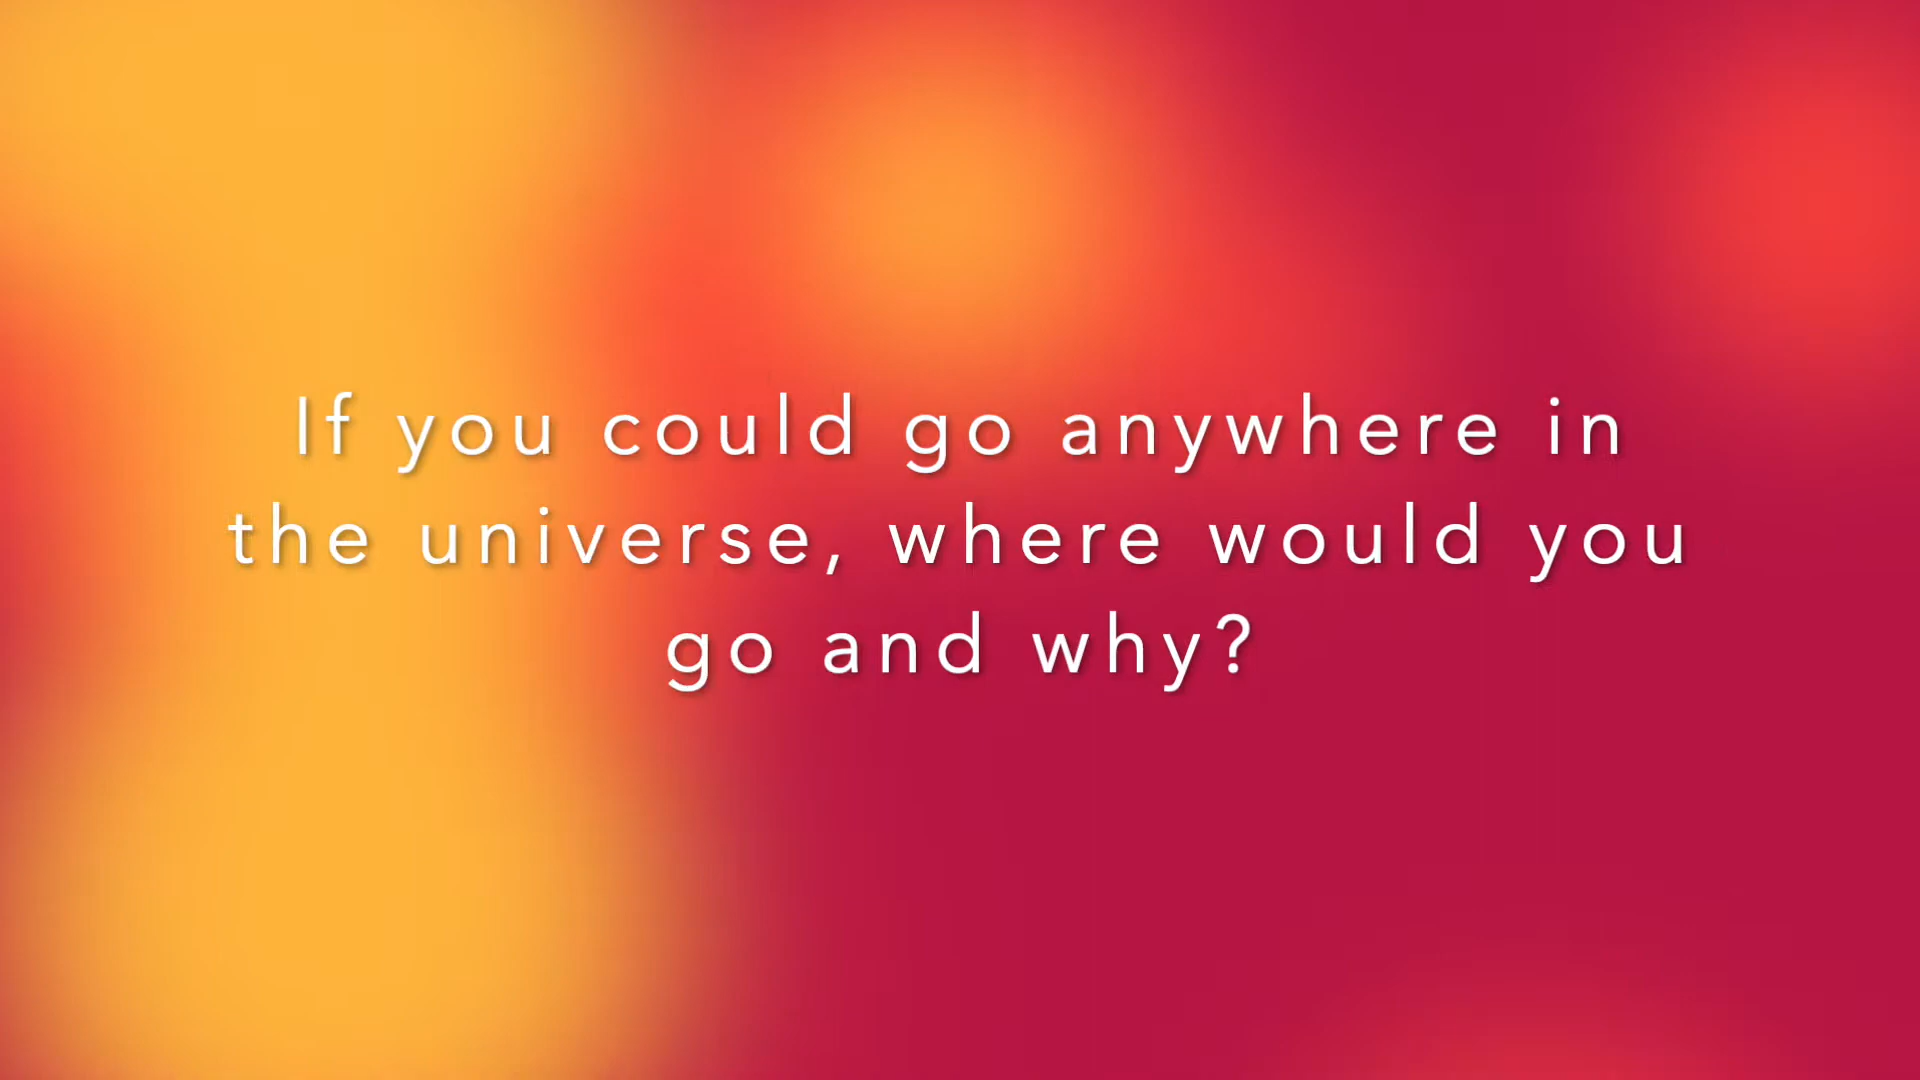 If you could go anywhere in
the universe, where would you
go and why?